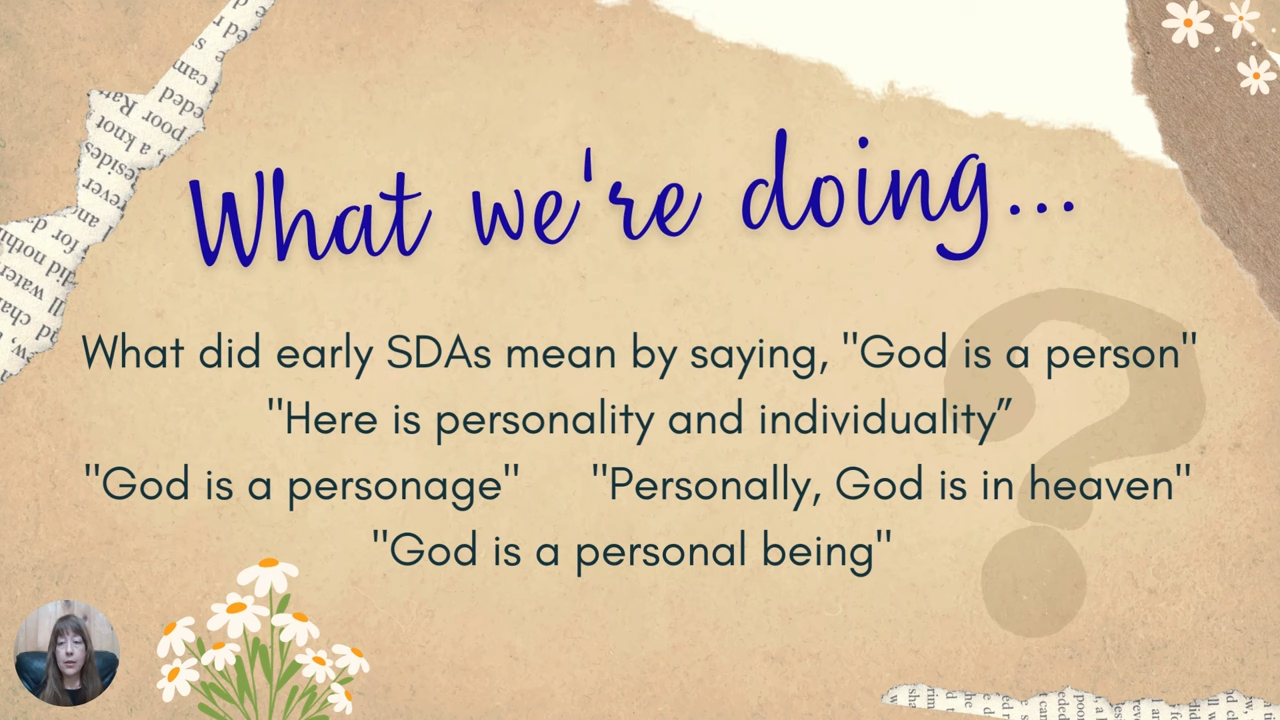 What we're doing...
What did early SDAs mean by saying, "God is a person"
"Here is personality and individuality”
"God is a personage" "Personally, God is in heaven"
"God is a personal being"